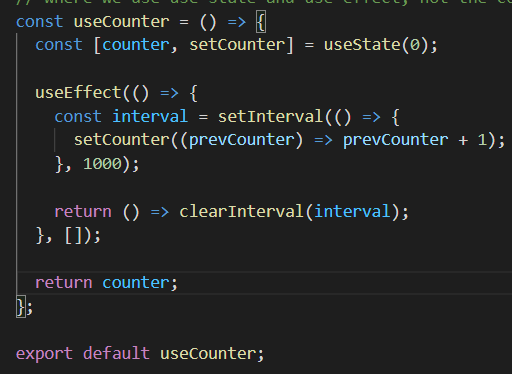 // where we use use state and use effect, not the co
const useCounter = () => {
  const [counter, setCounter] = useState(0);

  useEffect(() => {
    const interval = setInterval(() => {
      setCounter((prevCounter) => prevCounter + 1);
    }, 1000);

    return () => clearInterval(interval);
  }, []);

  return counter;
};

export default useCounter;